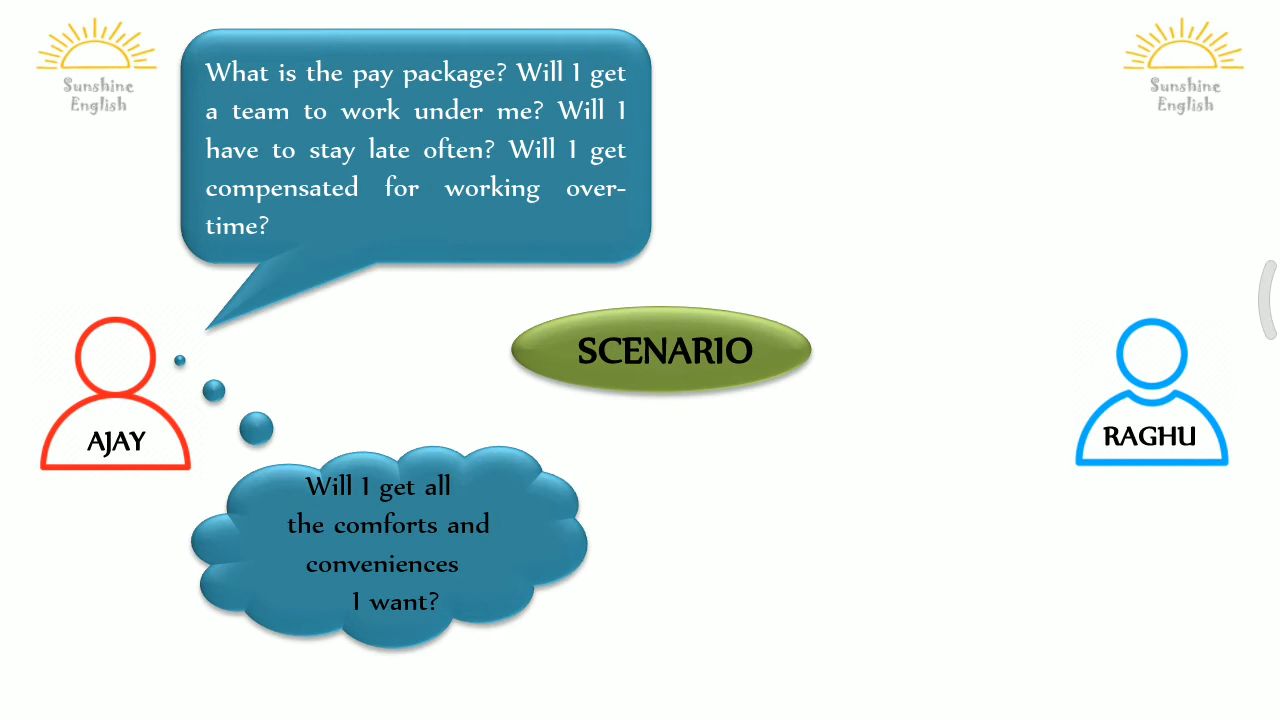 Sunshine
English
What is the pay package? Will I get
a team to work under me? Will I
have to stay late often? Will I get
compensated for working over-
time?
Sunshine
English
SCENARIO
AJAY
RAGHU
Will I get all
the comforts and
conveniences
I want?